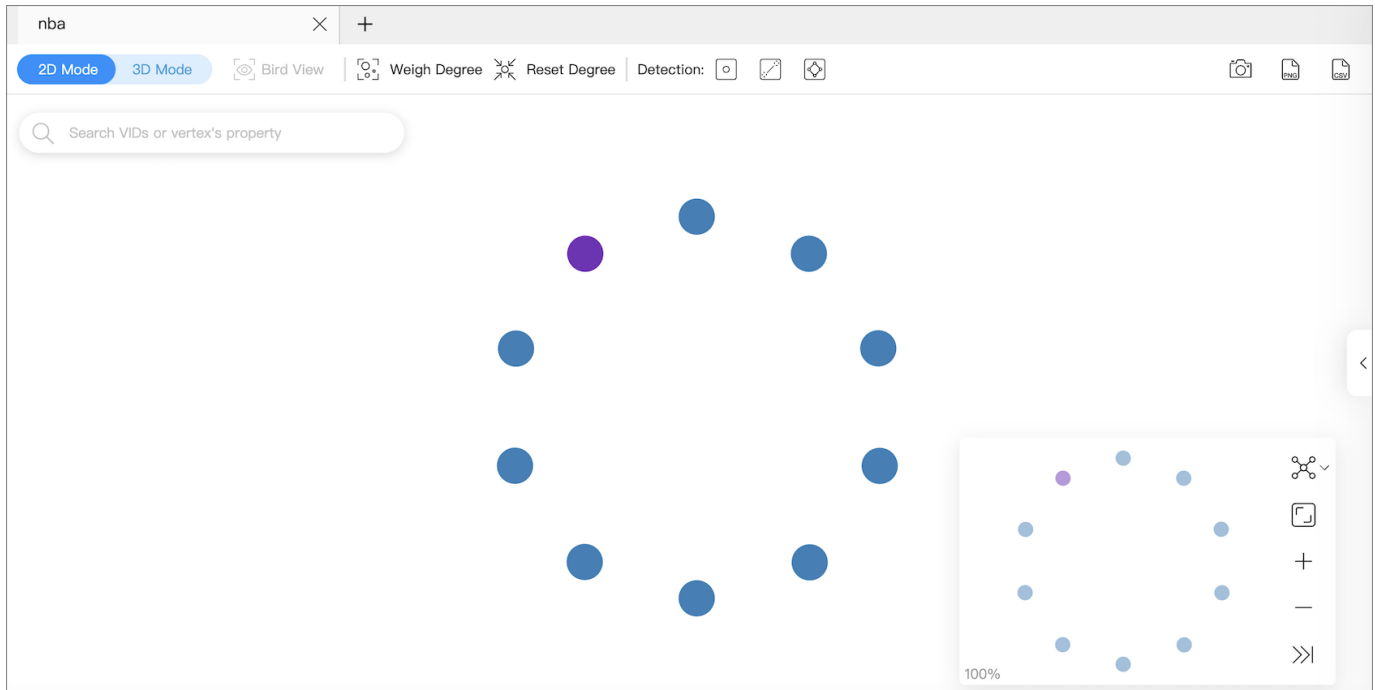 nba
2D Mode 3D Mode Bird View Weigh Degree Reset Degree Detection: PNG CSV
Search VIDs or vertex's property
100%